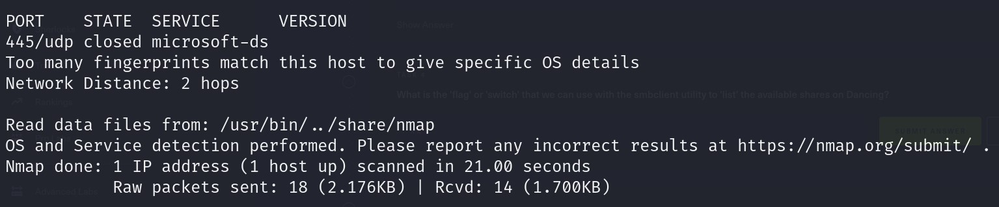 PORT    STATE  SERVICE      VERSION
445/udp closed microsoft-ds
Too many fingerprints match this host to give specific OS details
Network Distance: 2 hops
Read data files from: /usr/bin/../share/nmap
OS and Service detection performed. Please report any incorrect results at https://nmap.org/submit/ .
Nmap done: 1 IP address (1 host up) scanned in 21.00 seconds
           Raw packets sent: 18 (2.176KB) | Rcvd: 14 (1.700KB)
Show Answer
What is the 'flag' or 'switch' that we can use with the smbclient utility to 'list' the available shares on Dancing?
Rankings
SUBMIT ANSWER
Advanced Labs